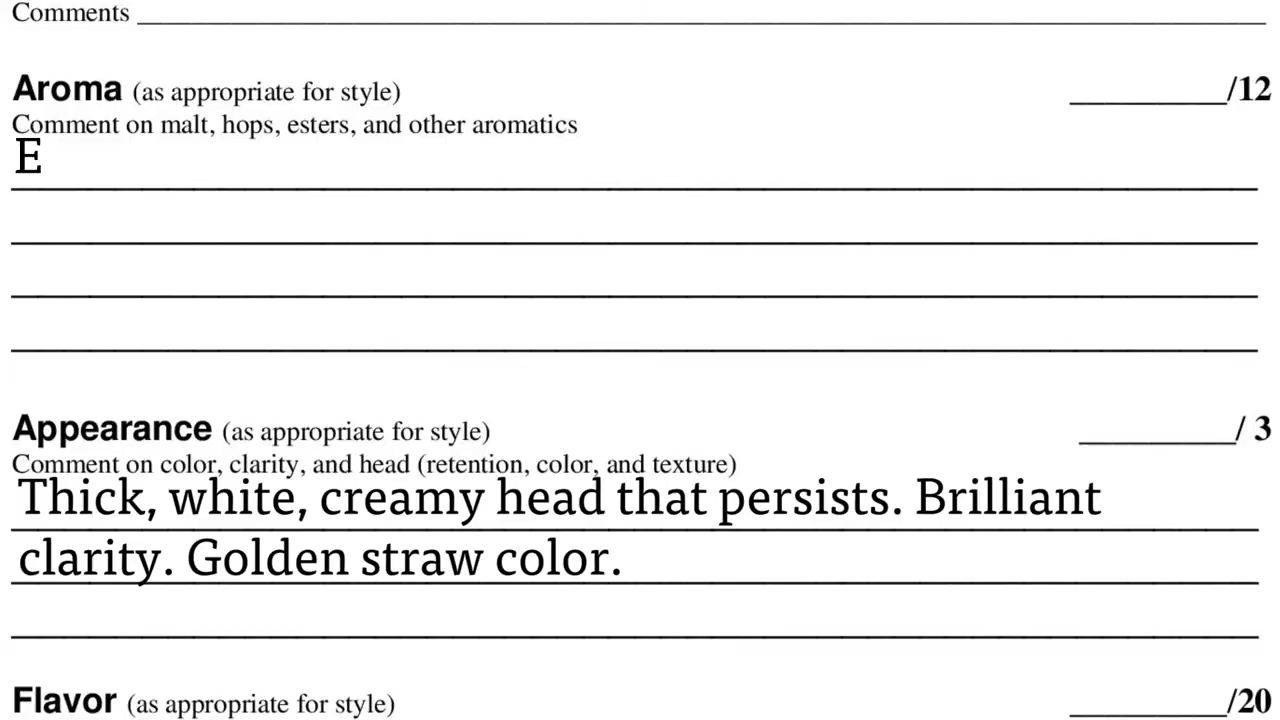 Comments
Aroma (as appropriate for style) /12
Comment on malt, hops, esters, and other aromatics
E
Appearance (as appropriate for style) / 3
Comment on color, clarity, and head (retention, color, and texture)
Thick, white, creamy head that persists. Brilliant
clarity. Golden straw color.
Flavor (as appropriate for style) /20